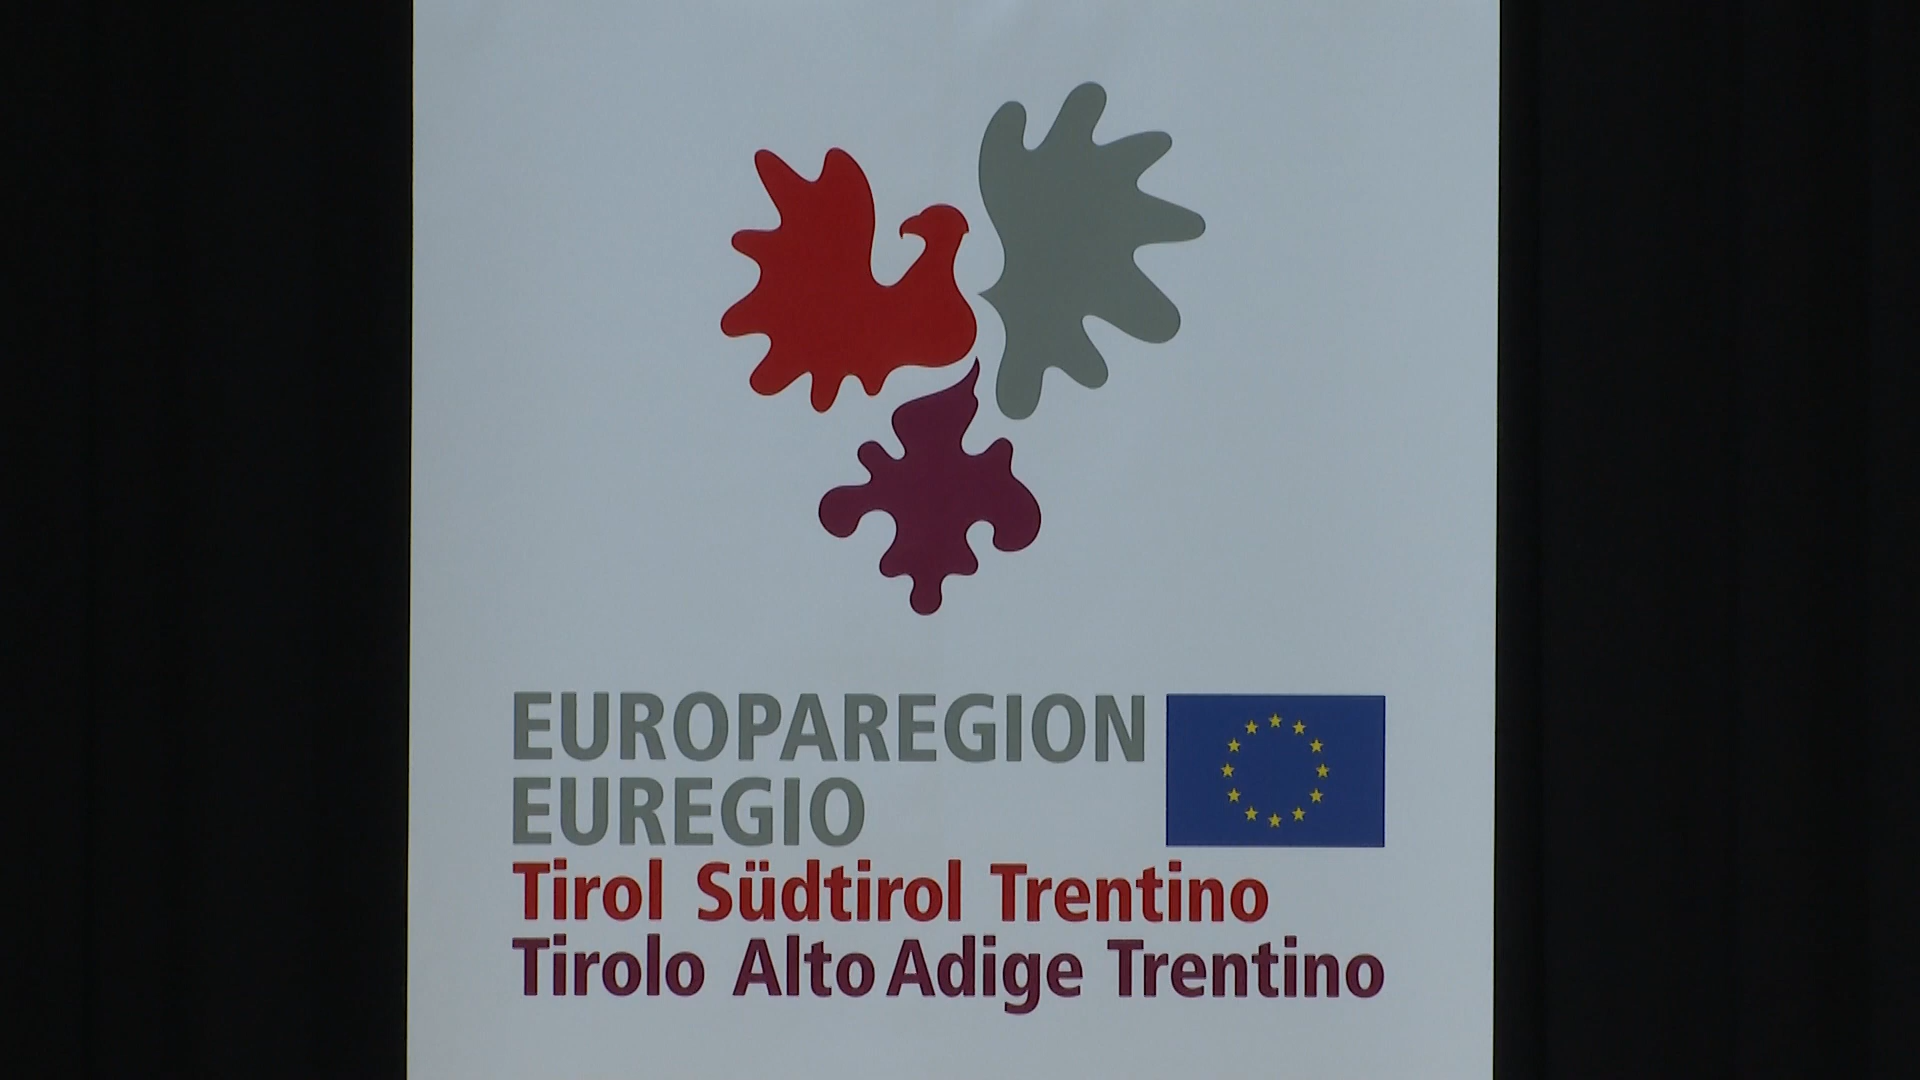 EUROPAREGION
EUREGIO
Tirol Südtirol Trentino
Tirolo Alto Adige Trentino